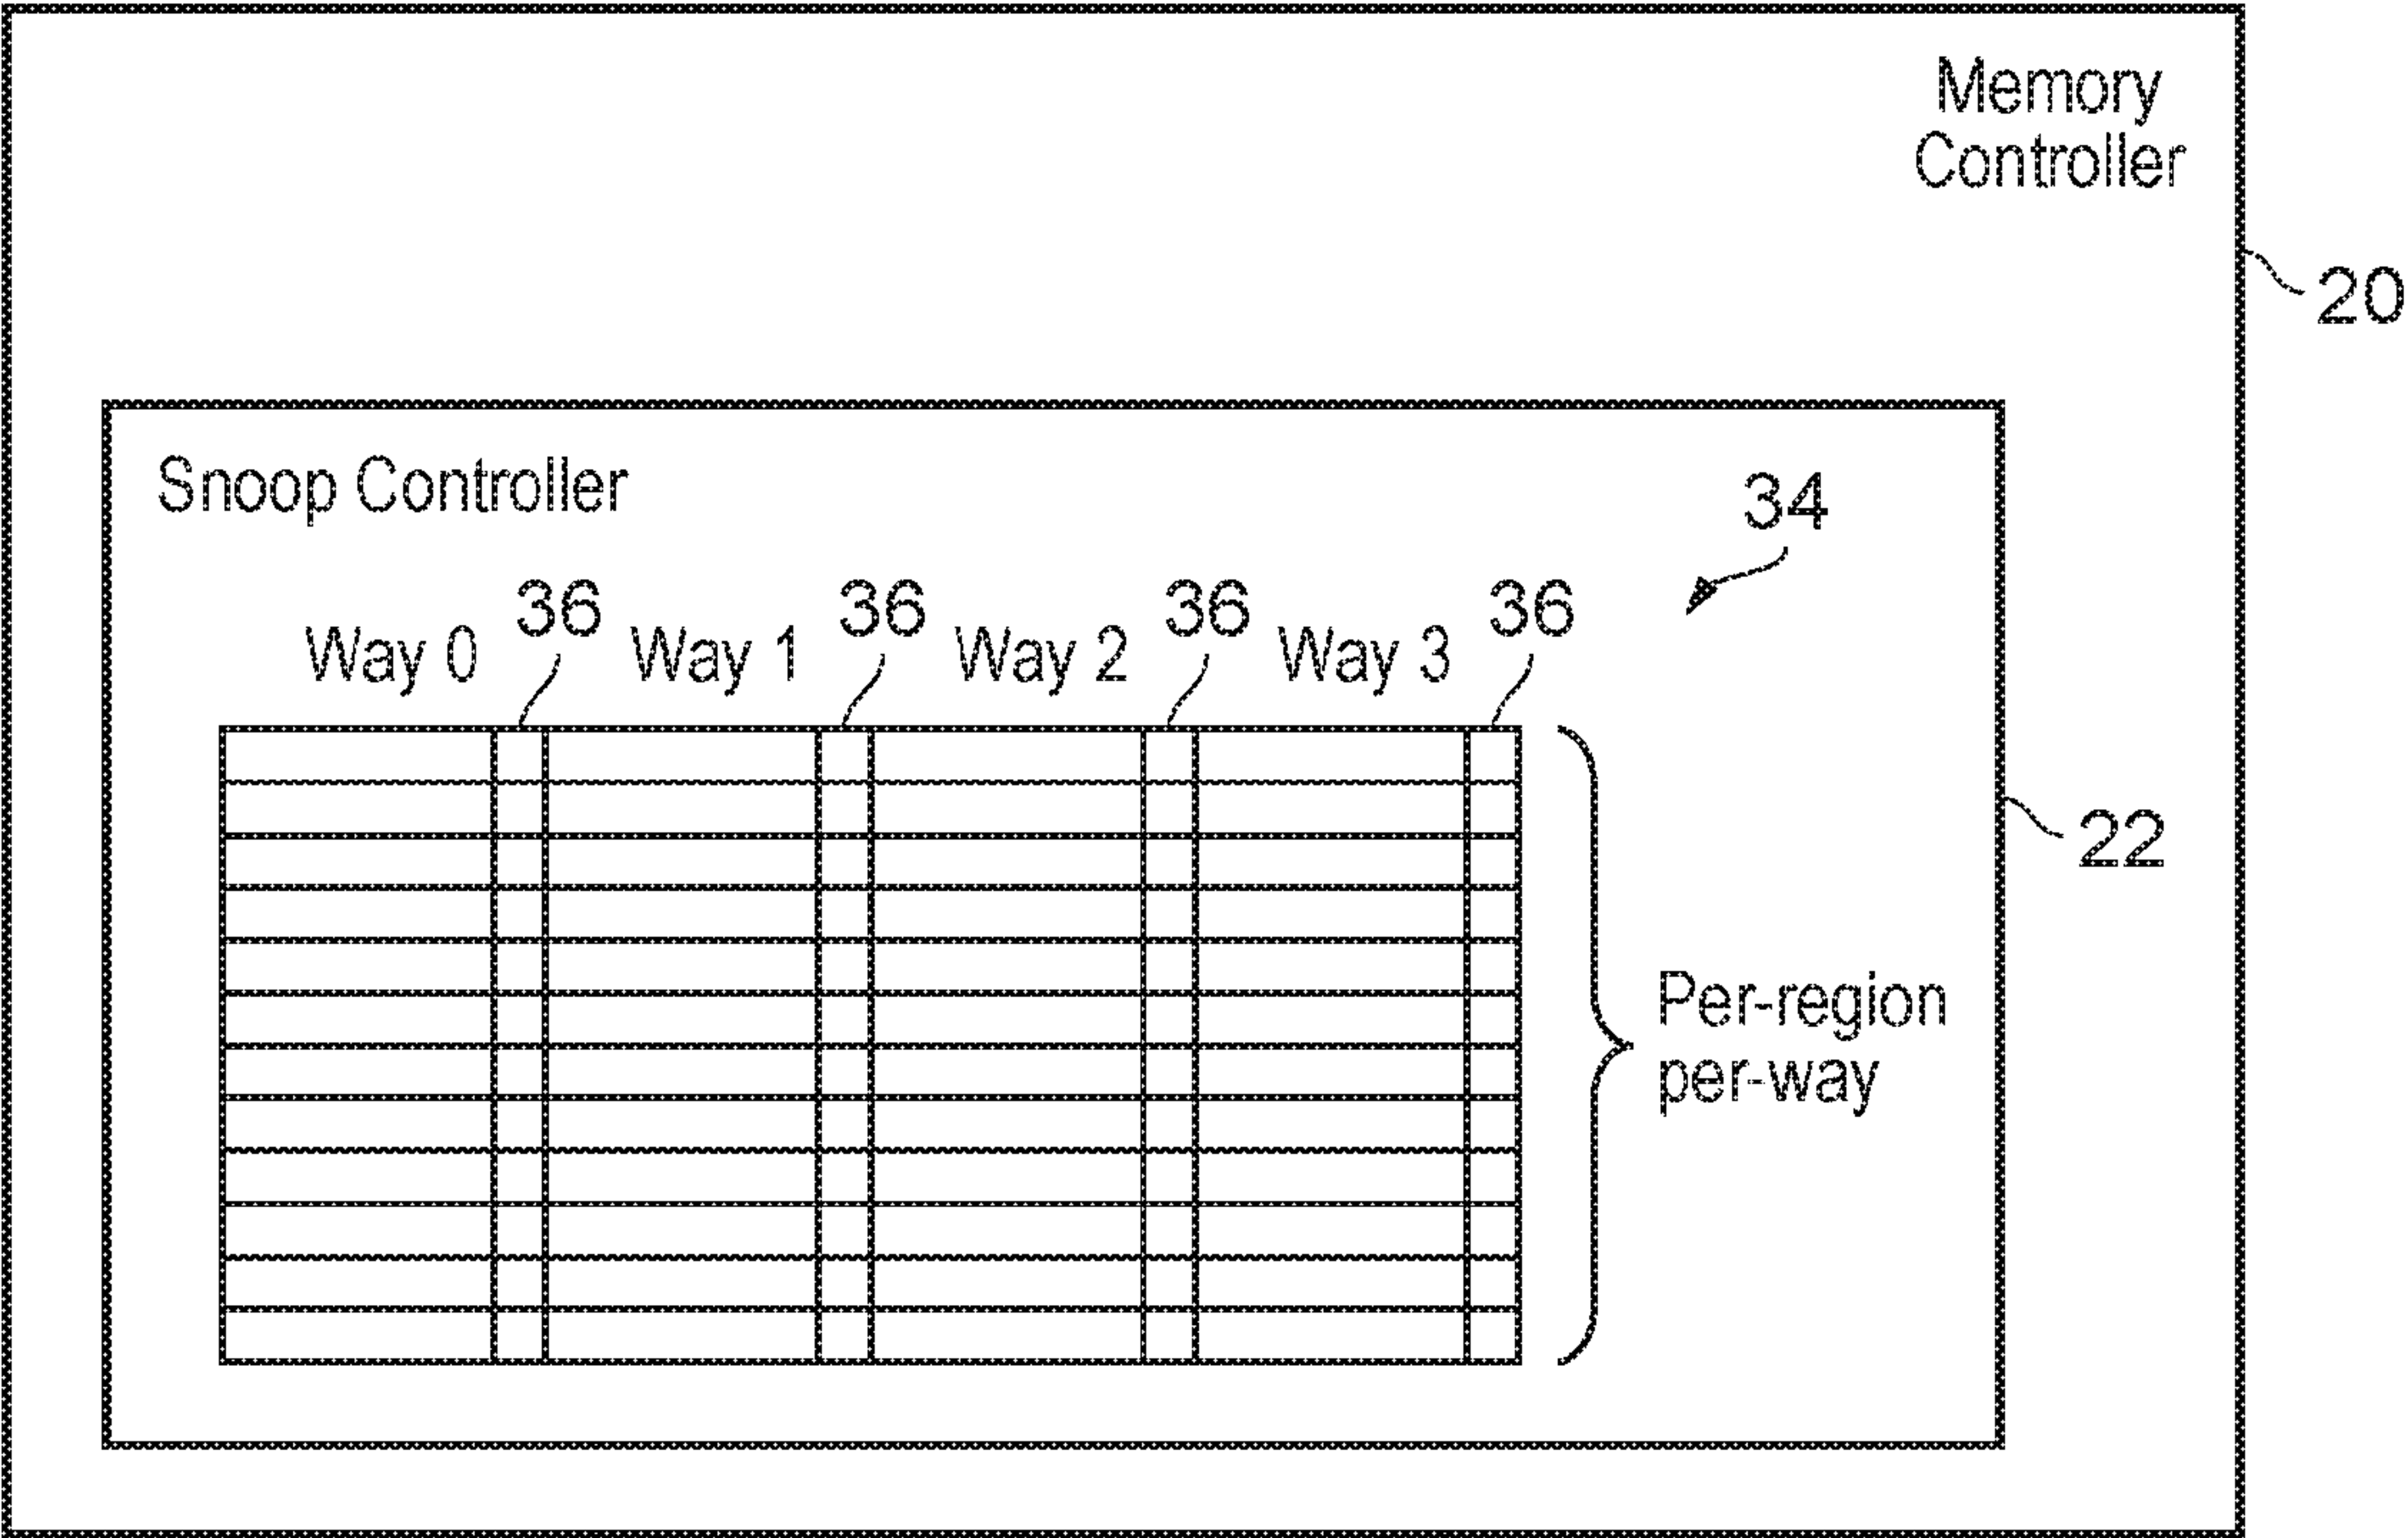 Memory
Controller
20
Snoop Controller
34
36 36 36 36
Way 0 Way 1 Way 2 Way 3
22
Per-region
per-way